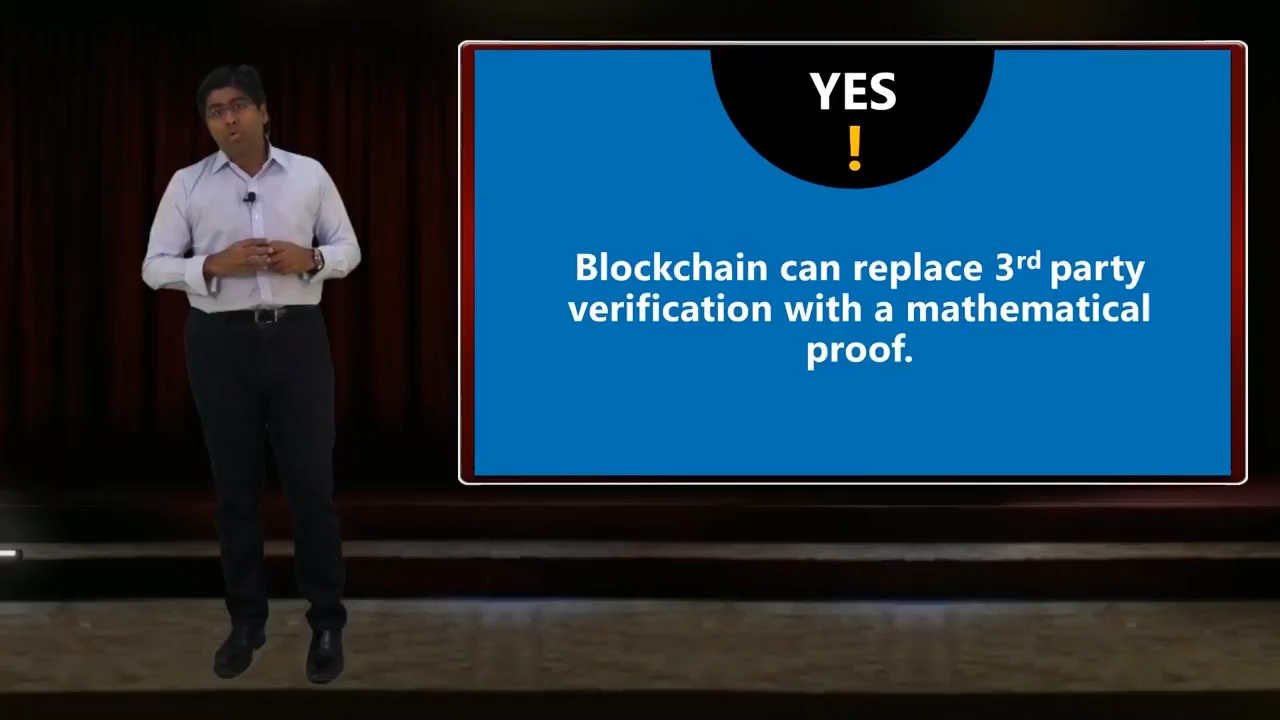 YES
!
Blockchain can replace 3rd party
verification with a mathematical
proof.